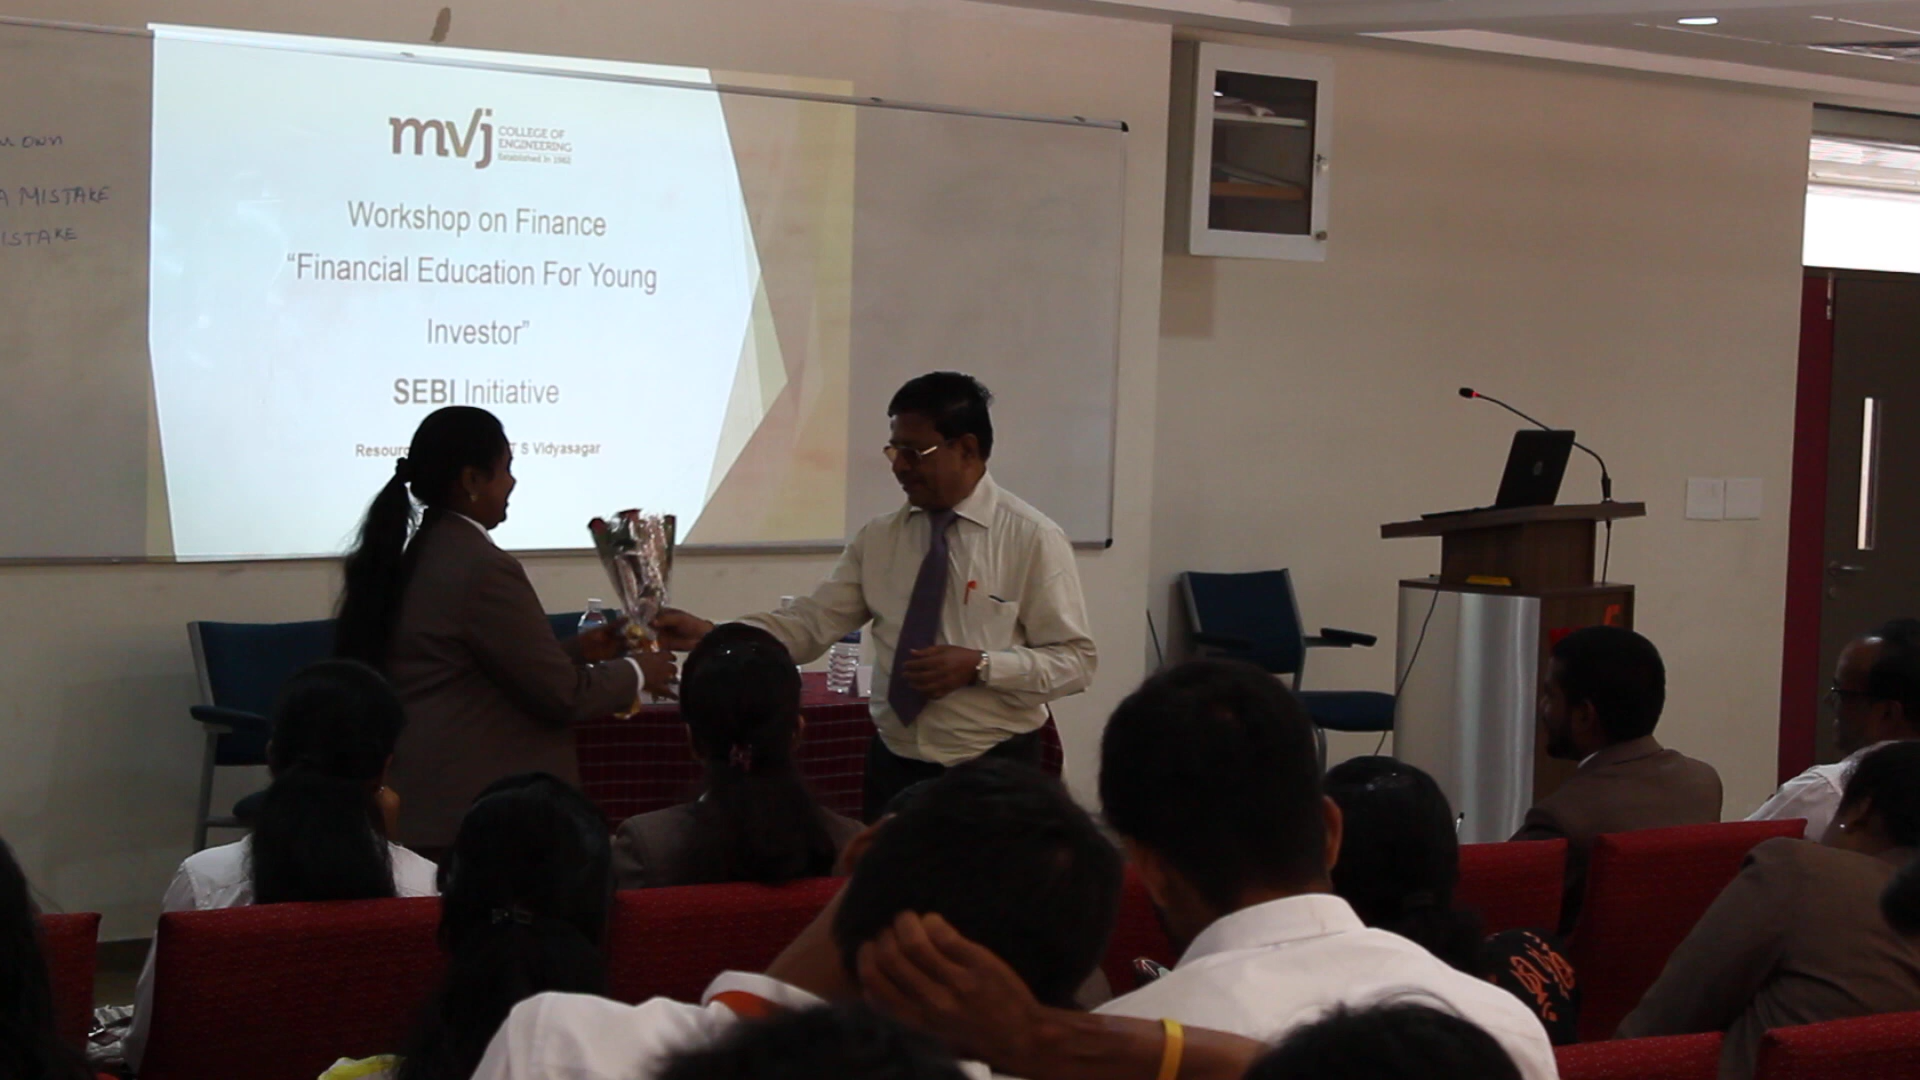 OWN
A MISTAKE
mvj COLLEGE OF
ENGINEERING
Established in 1982
Workshop on Finance
“Financial Education For Young
Investor”
SEBI Initiative
T S Vidyasagar